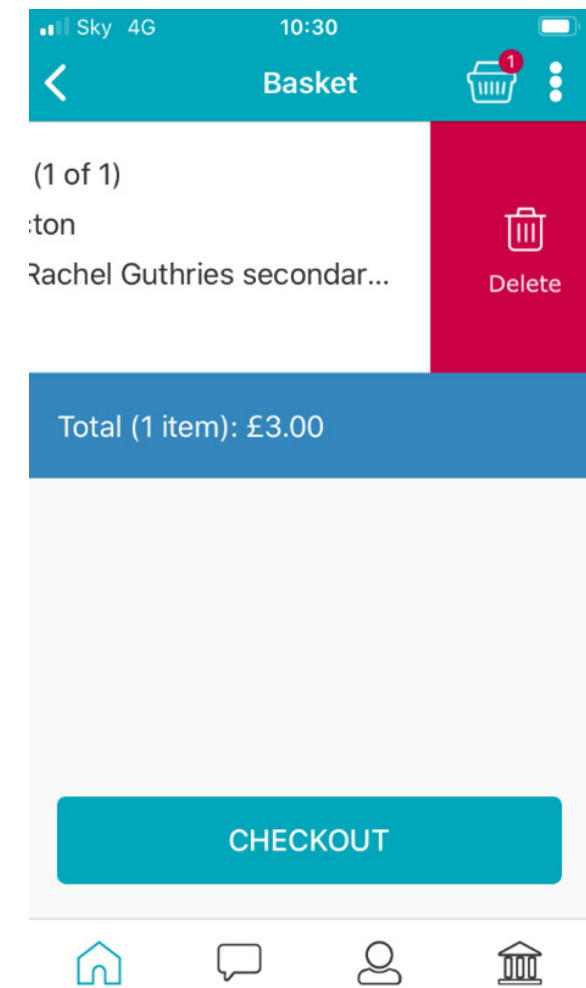 Sky 4G 10:30
Basket 1
(1 of 1)
ton
Rachel Guthries secondar...
Delete
Total (1 item): £3.00
CHECKOUT